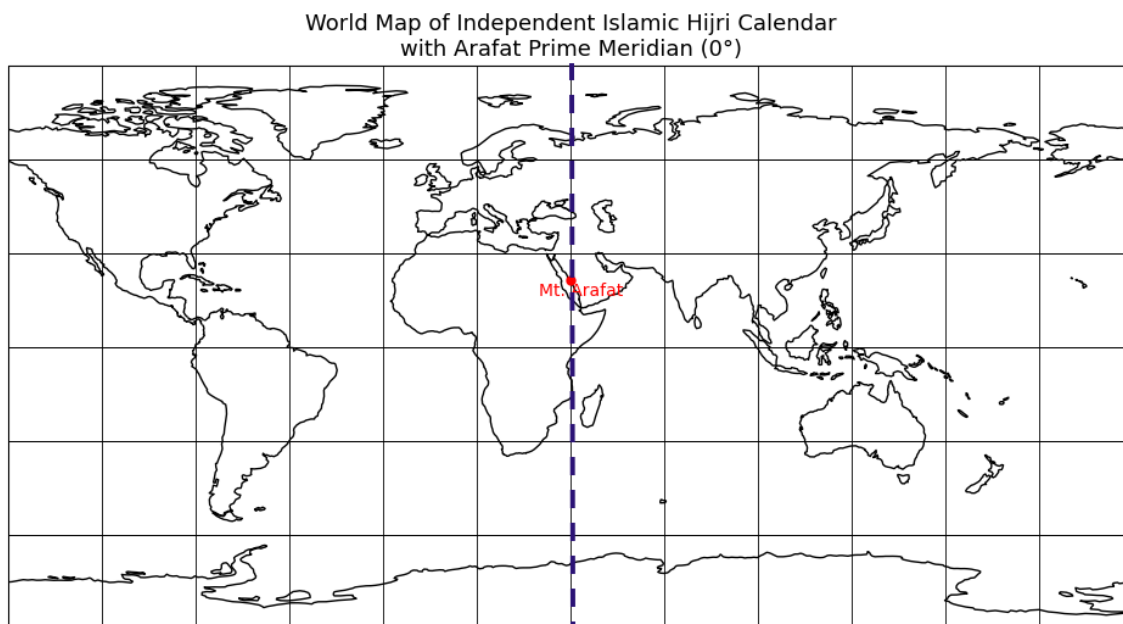 World Map of Independent Islamic Hijri Calendar
with Arafat Prime Meridian (0°)
Mt. Arafat